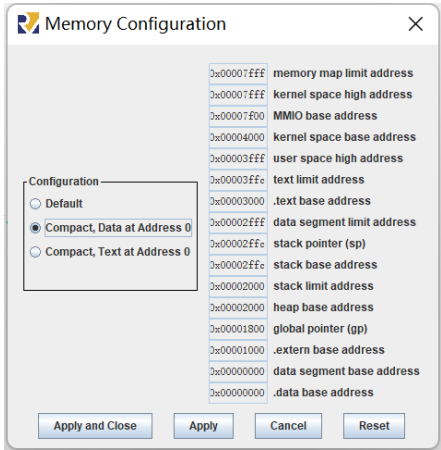 Memory Configuration
Configuration
Default
Compact, Data at Address 0
Compact, Text at Address 0
0x00007fff memory map limit address
0x00007fff kernel space high address
0x00007f00 MMIO base address
0x00004000 kernel space base address
0x00003fff user space high address
0x00003ffc text limit address
0x00003000 .text base address
0x00002fff data segment limit address
0x00002ffc stack pointer (sp)
0x00002ffc stack base address
0x00002000 stack limit address
0x00002000 heap base address
0x00001800 global pointer (gp)
0x00001000 .extern base address
0x00000000 data segment base address
0x00000000 .data base address
Apply and Close Apply Cancel Reset